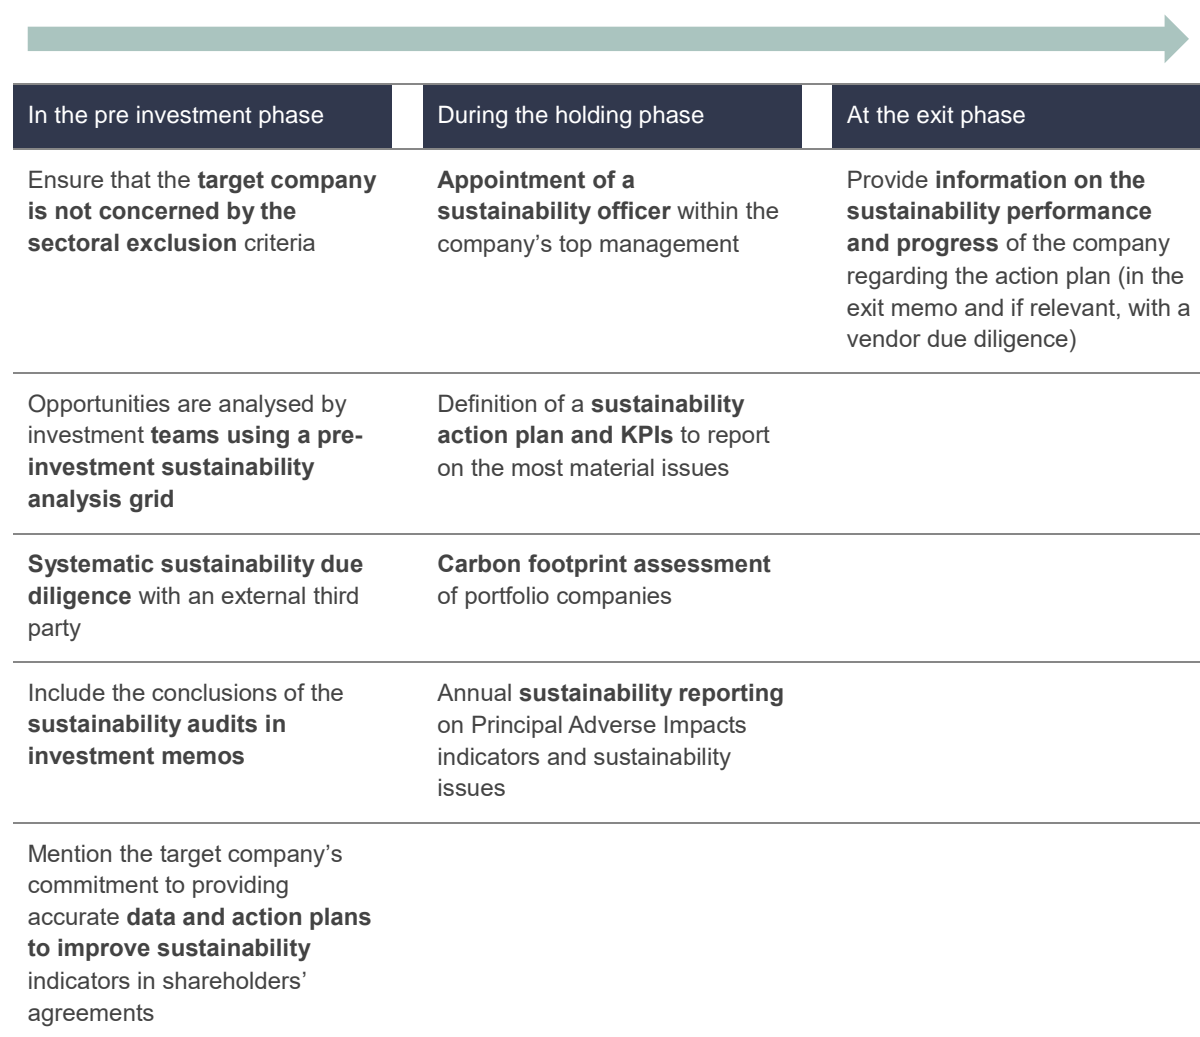 In the pre investment phase
During the holding phase
At the exit phase
Ensure that the target company
is not concerned by the
sectoral exclusion criteria
Appointment of a
sustainability officer within the
company's top management
Provide information on the
sustainability performance
and progress of the company
regarding the action plan (in the
exit memo and if relevant, with a
vendor due diligence)
Opportunities are analysed by
investment teams using a pre-
investment sustainability
analysis grid
Definition of a sustainability
action plan and KPIs to report
on the most material issues
Systematic sustainability due
diligence with an external third
party
Carbon footprint assessment
of portfolio companies
Include the conclusions of the
sustainability audits in
investment memos
Annual sustainability reporting
on Principal Adverse Impacts
indicators and sustainability
issues
Mention the target company’s
commitment to providing
accurate data and action plans
to improve sustainability
indicators in shareholders’
agreements